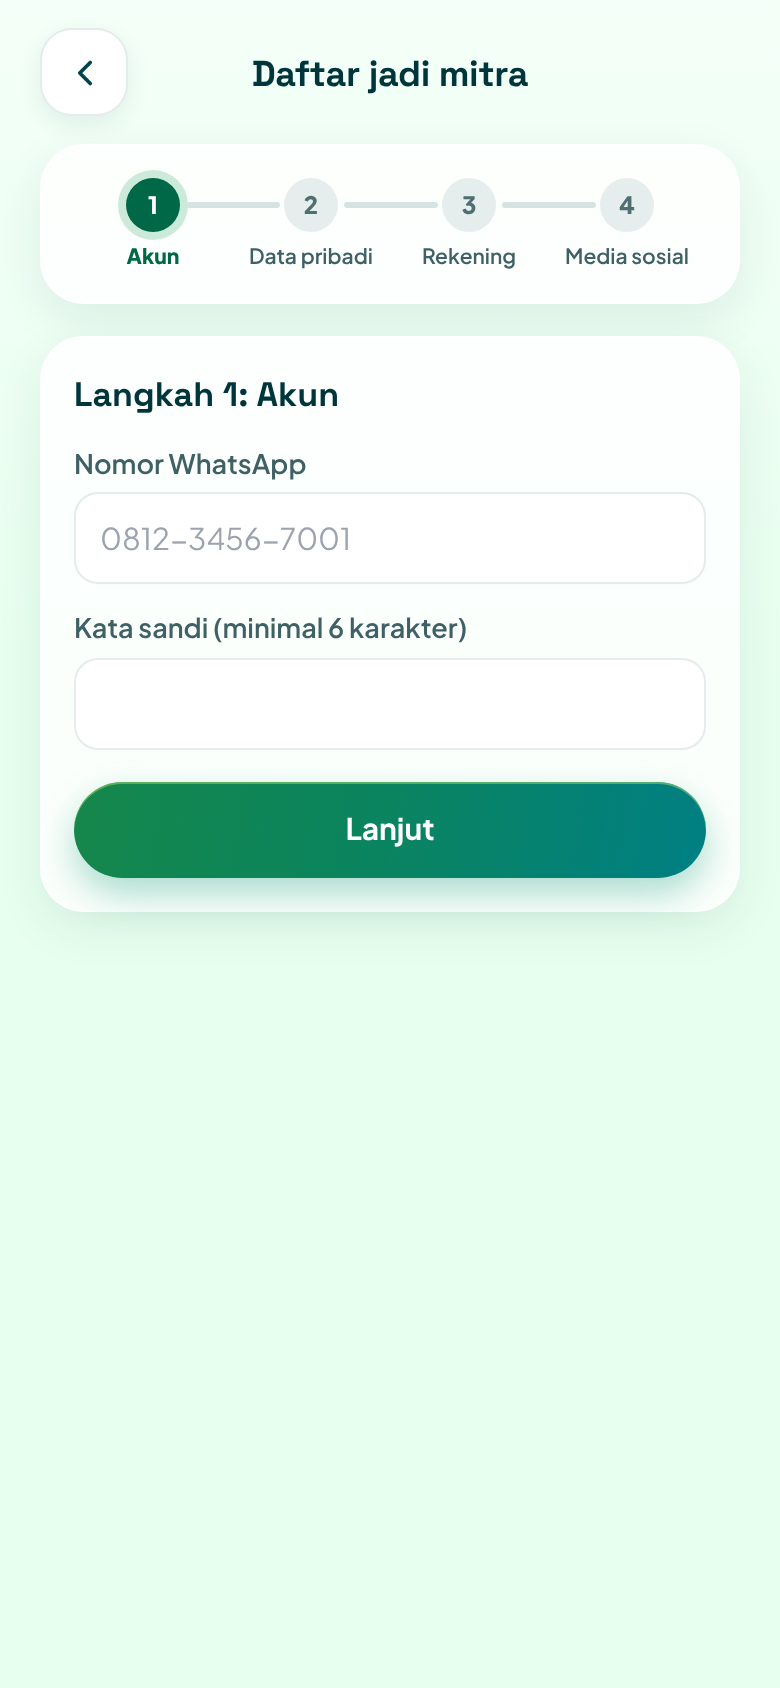 Daftar jadi mitra
1 2 3 4
Akun Data pribadi Rekening Media sosial
Langkah 1: Akun
Nomor WhatsApp
0812-3456-7001
Kata sandi (minimal 6 karakter)
Lanjut